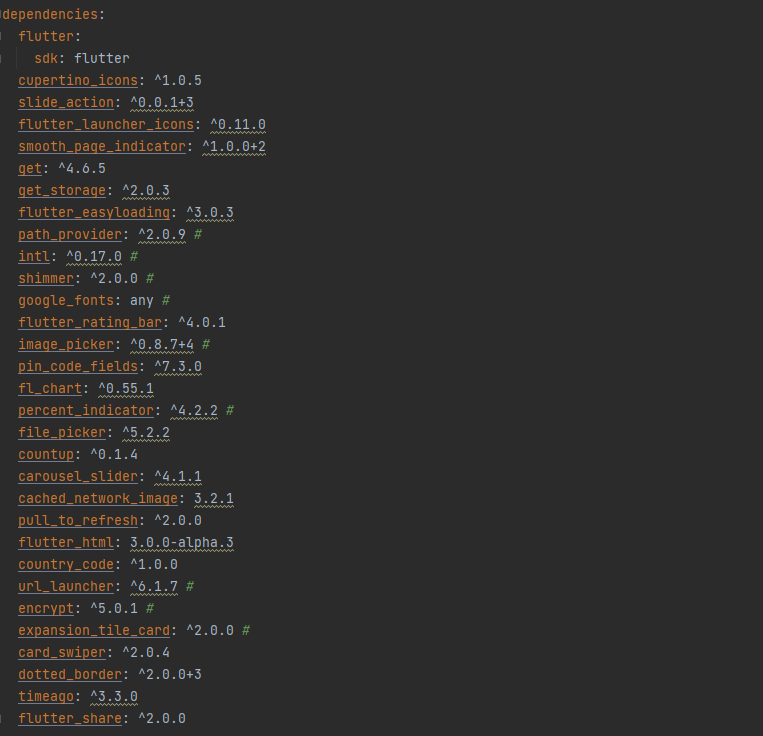 dependencies:
flutter:
sdk: flutter
cupertino_icons: ^1.0.5
slide_action: ^0.0.1+3
flutter_launcher_icons: ^0.11.0
smooth_page_indicator: ^1.0.0+2
get: ^4.6.5
get_storage: ^2.0.3
flutter_easyloading: ^3.0.3
path_provider: ^2.0.9 #
intl: ^0.17.0 #
shimmer: ^2.0.0 #
google_fonts: any #
flutter_rating_bar: ^4.0.1
image_picker: ^0.8.7+4 #
pin_code_fields: ^7.3.0
fl_chart: ^0.55.1
percent_indicator: ^4.2.2 #
file_picker: ^5.2.2
countup: ^0.1.4
carousel_slider: ^4.1.1
cached_network_image: 3.2.1
pull_to_refresh: ^2.0.0
flutter_html: 3.0.0-alpha.3
country_code: ^1.0.0
url_launcher: ^6.1.7 #
encrypt: ^5.0.1 #
expansion_tile_card: ^2.0.0 #
card_swiper: ^2.0.4
dotted_border: ^2.0.0+3
timeago: ^3.3.0
flutter_share: ^2.0.0